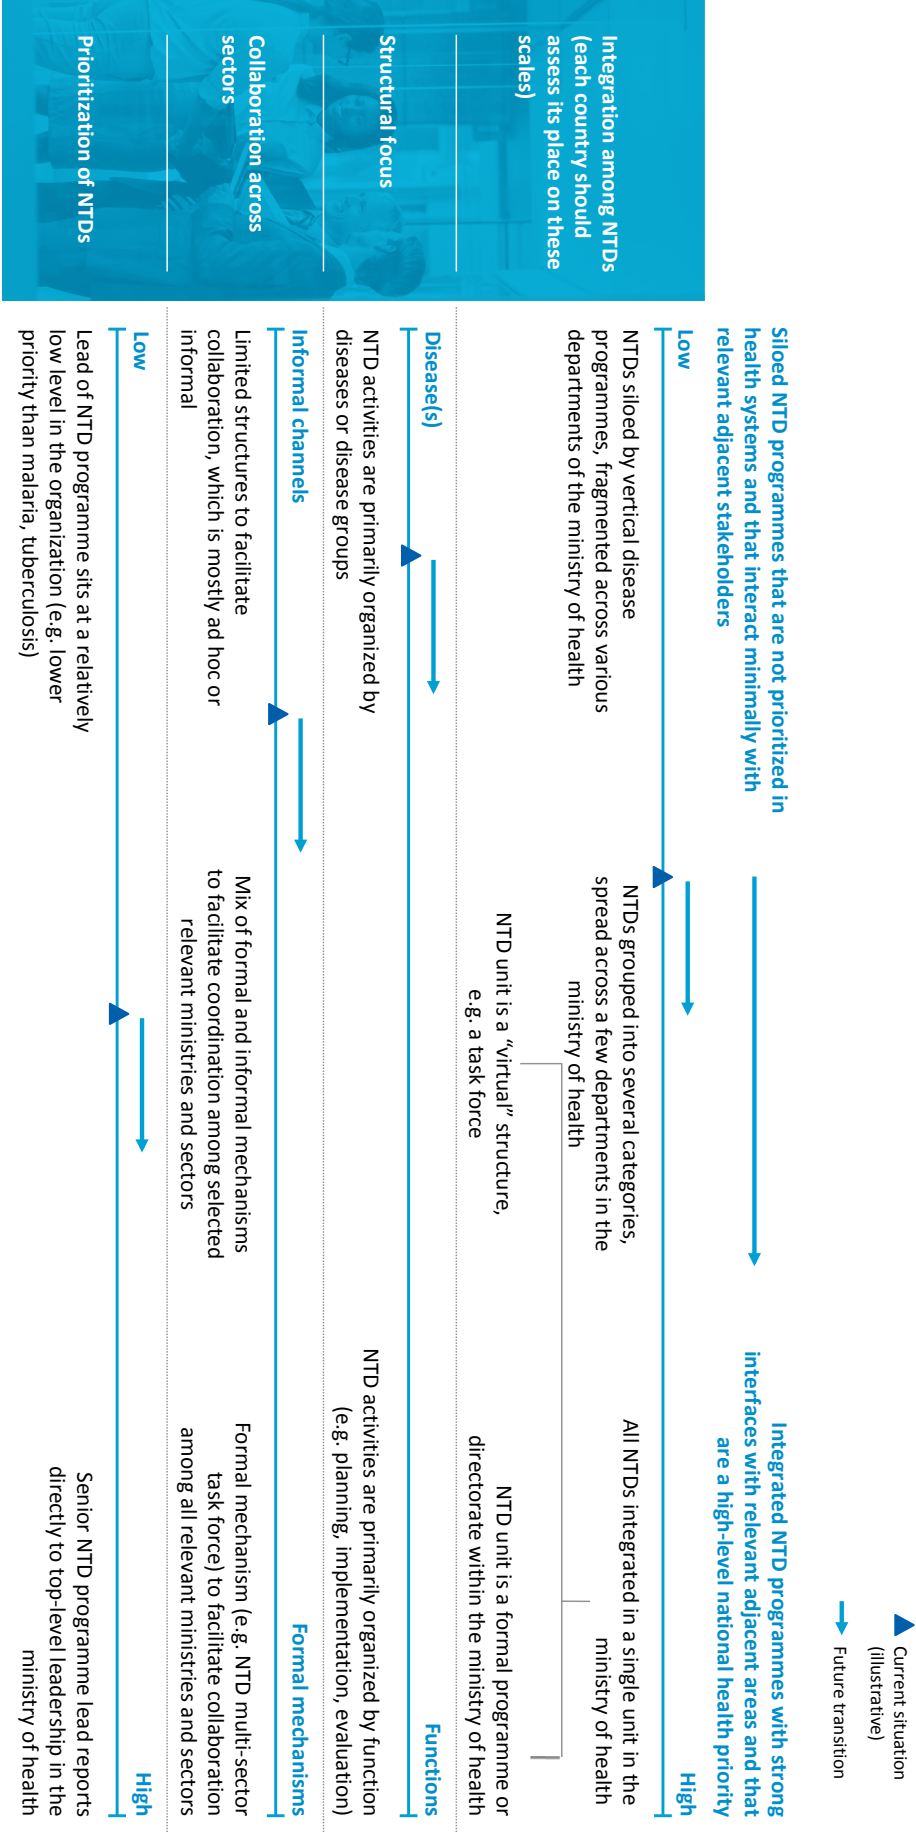 Current situation
(illustrative)
Future transition
Siloed NTD programmes that are not prioritized in
health systems and that interact minimally with
relevant adjacent stakeholders
Integrated NTD programmes with strong
interfaces with relevant adjacent areas and that
are a high-level national health priority
Integration among NTDs
(each country should
assess its place on these
scales)
Low
High
NTDs siloed by vertical disease
programmes, fragmented across various
departments of the ministry of health
NTDs grouped into several categories,
spread across a few departments in the
ministry of health
All NTDs integrated in a single unit in the
ministry of health
NTD unit is a “virtual” structure,
e.g. a task force
NTD unit is a formal programme or
directorate within the ministry of health
Structural focus
Disease(s)
Functions
NTD activities are primarily organized by
diseases or disease groups
NTD activities are primarily organized by function
(e.g. planning, implementation, evaluation)
Collaboration across
sectors
Informal channels
Formal mechanisms
Limited structures to facilitate
collaboration, which is mostly ad hoc or
informal
Mix of formal and informal mechanisms
to facilitate coordination among selected
relevant ministries and sectors
Formal mechanism (e.g. NTD multi-sector
task force) to facilitate collaboration
among all relevant ministries and sectors
Prioritization of NTDs
Low
High
Lead of NTD programme sits at a relatively
low level in the organization (e.g. lower
priority than malaria, tuberculosis)
Senior NTD programme lead reports
directly to top-level leadership in the
ministry of health